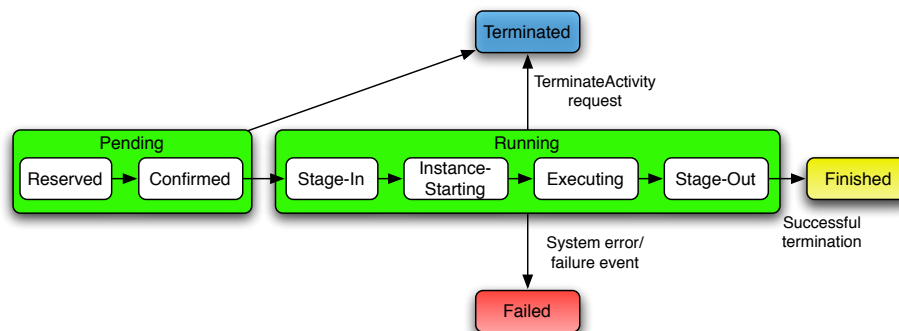 Terminated
TerminateActivity
request
Pending
Running
Reserved
Confirmed
Stage-In
Instance-
Starting
Executing
Stage-Out
Finished
Successful
termination
System error/
failure event
Failed